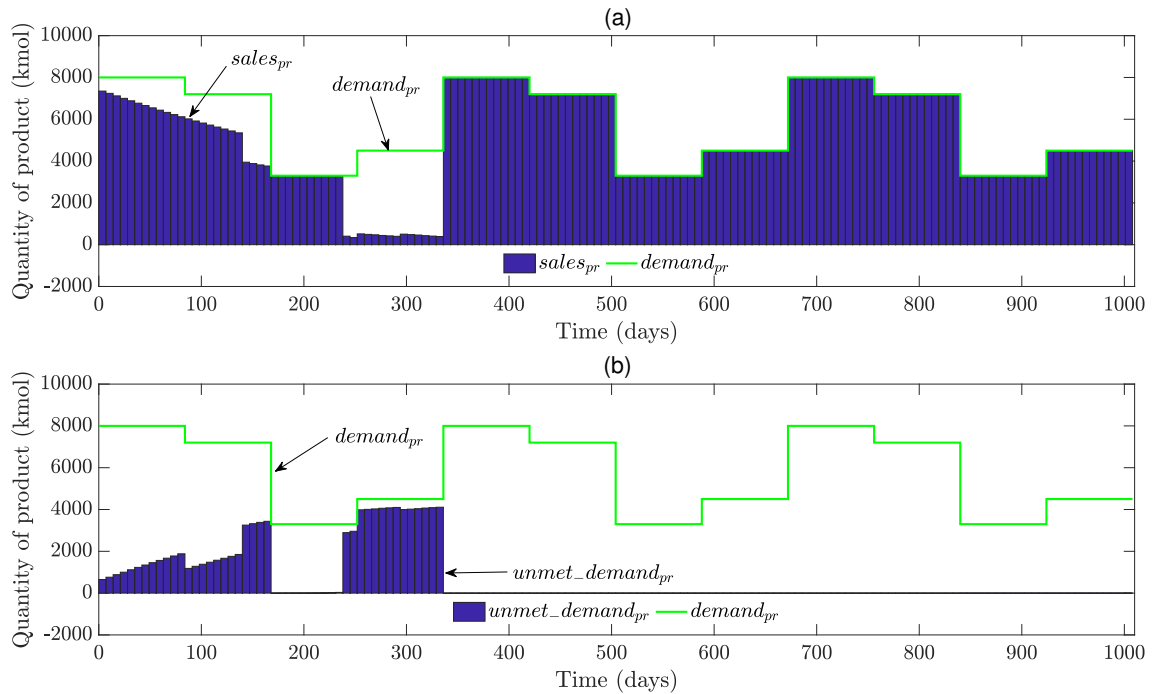 (a)
Quantity of product (kmol)
10000
8000
6000
4000
2000
0
-2000
sales_pr
demand_pr
sales_pr demand_pr
0 100 200 300 400 500 600 700 800 900 1000
Time (days)
(b)
Quantity of product (kmol)
10000
8000
6000
4000
2000
0
-2000
demand_pr
unmet_demand_pr
unmet_demand_pr demand_pr
0 100 200 300 400 500 600 700 800 900 1000
Time (days)